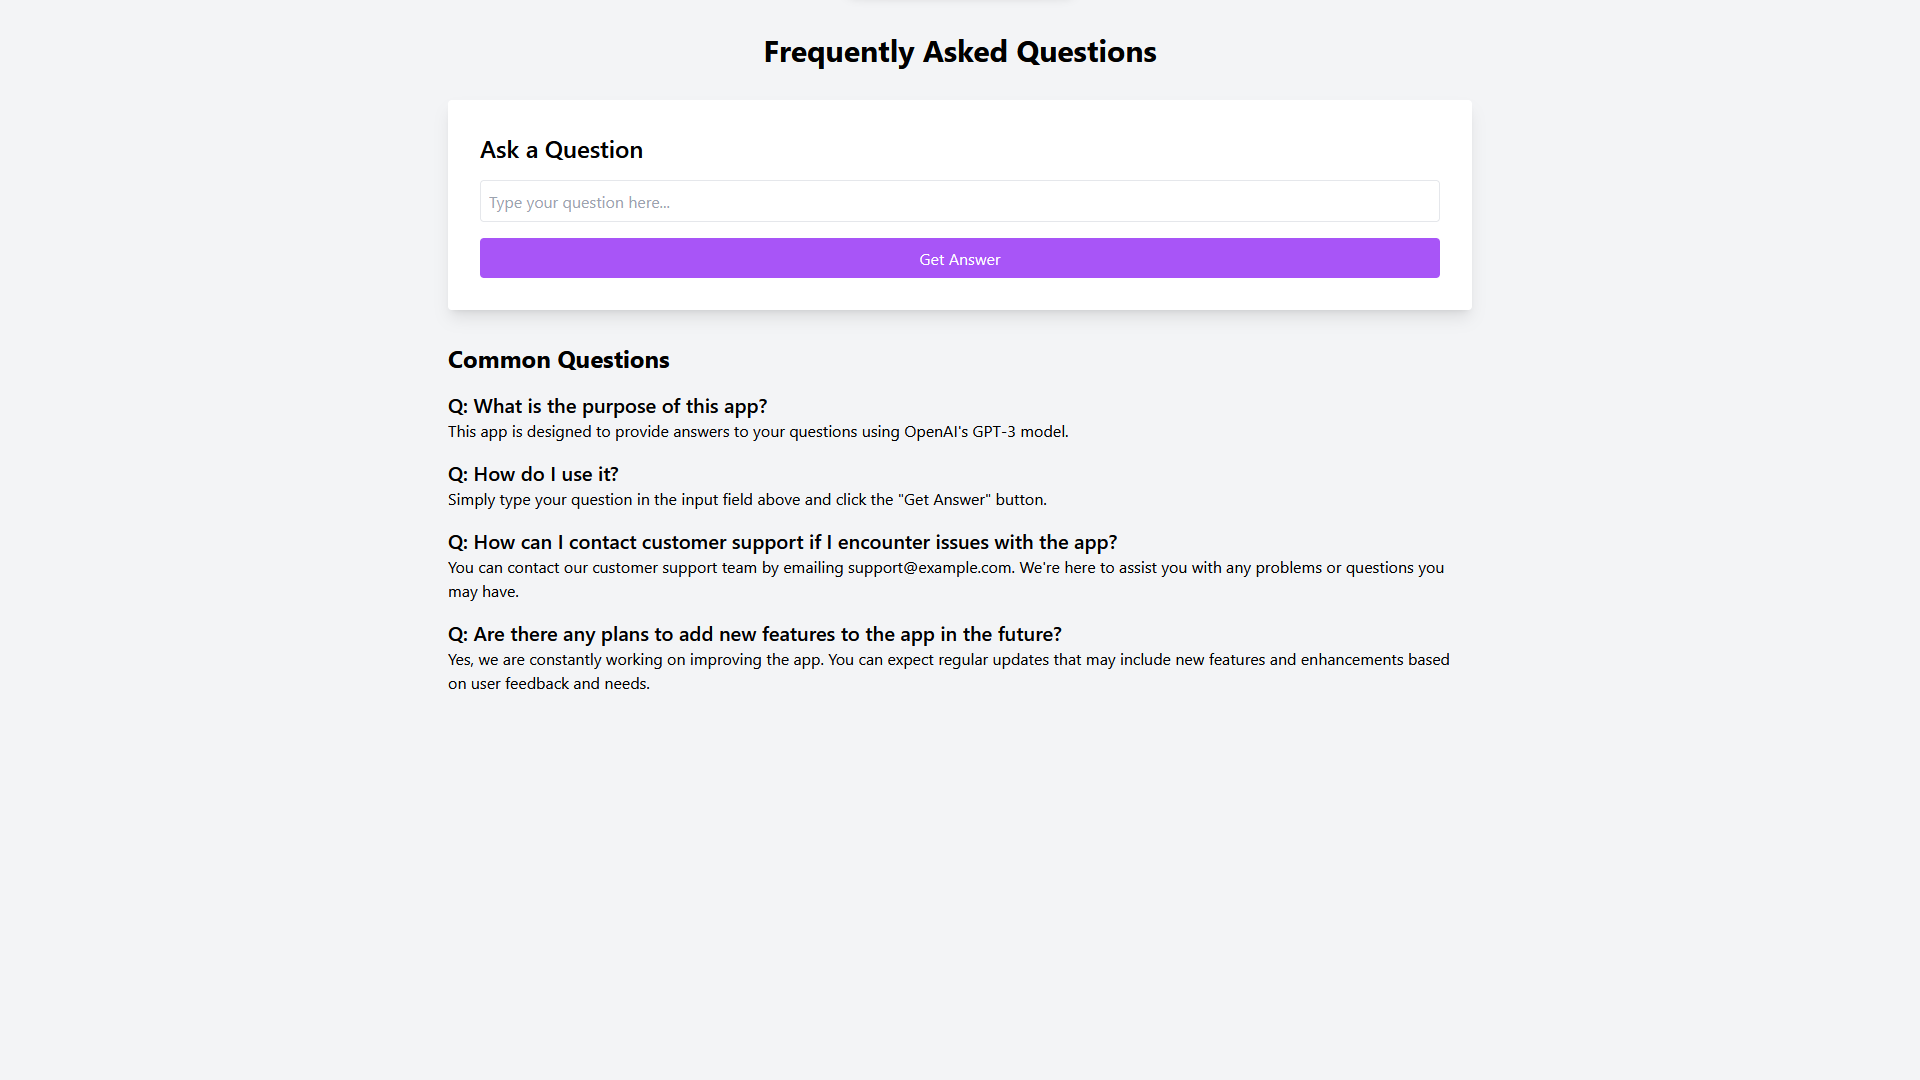 Frequently Asked Questions
Ask a Question
Type your question here...
Get Answer
Common Questions
Q: What is the purpose of this app?
This app is designed to provide answers to your questions using OpenAI's GPT-3 model.
Q: How do I use it?
Simply type your question in the input field above and click the "Get Answer" button.
Q: How can I contact customer support if I encounter issues with the app?
You can contact our customer support team by emailing support@example.com. We're here to assist you with any problems or questions you
may have.
Q: Are there any plans to add new features to the app in the future?
Yes, we are constantly working on improving the app. You can expect regular updates that may include new features and enhancements based
on user feedback and needs.